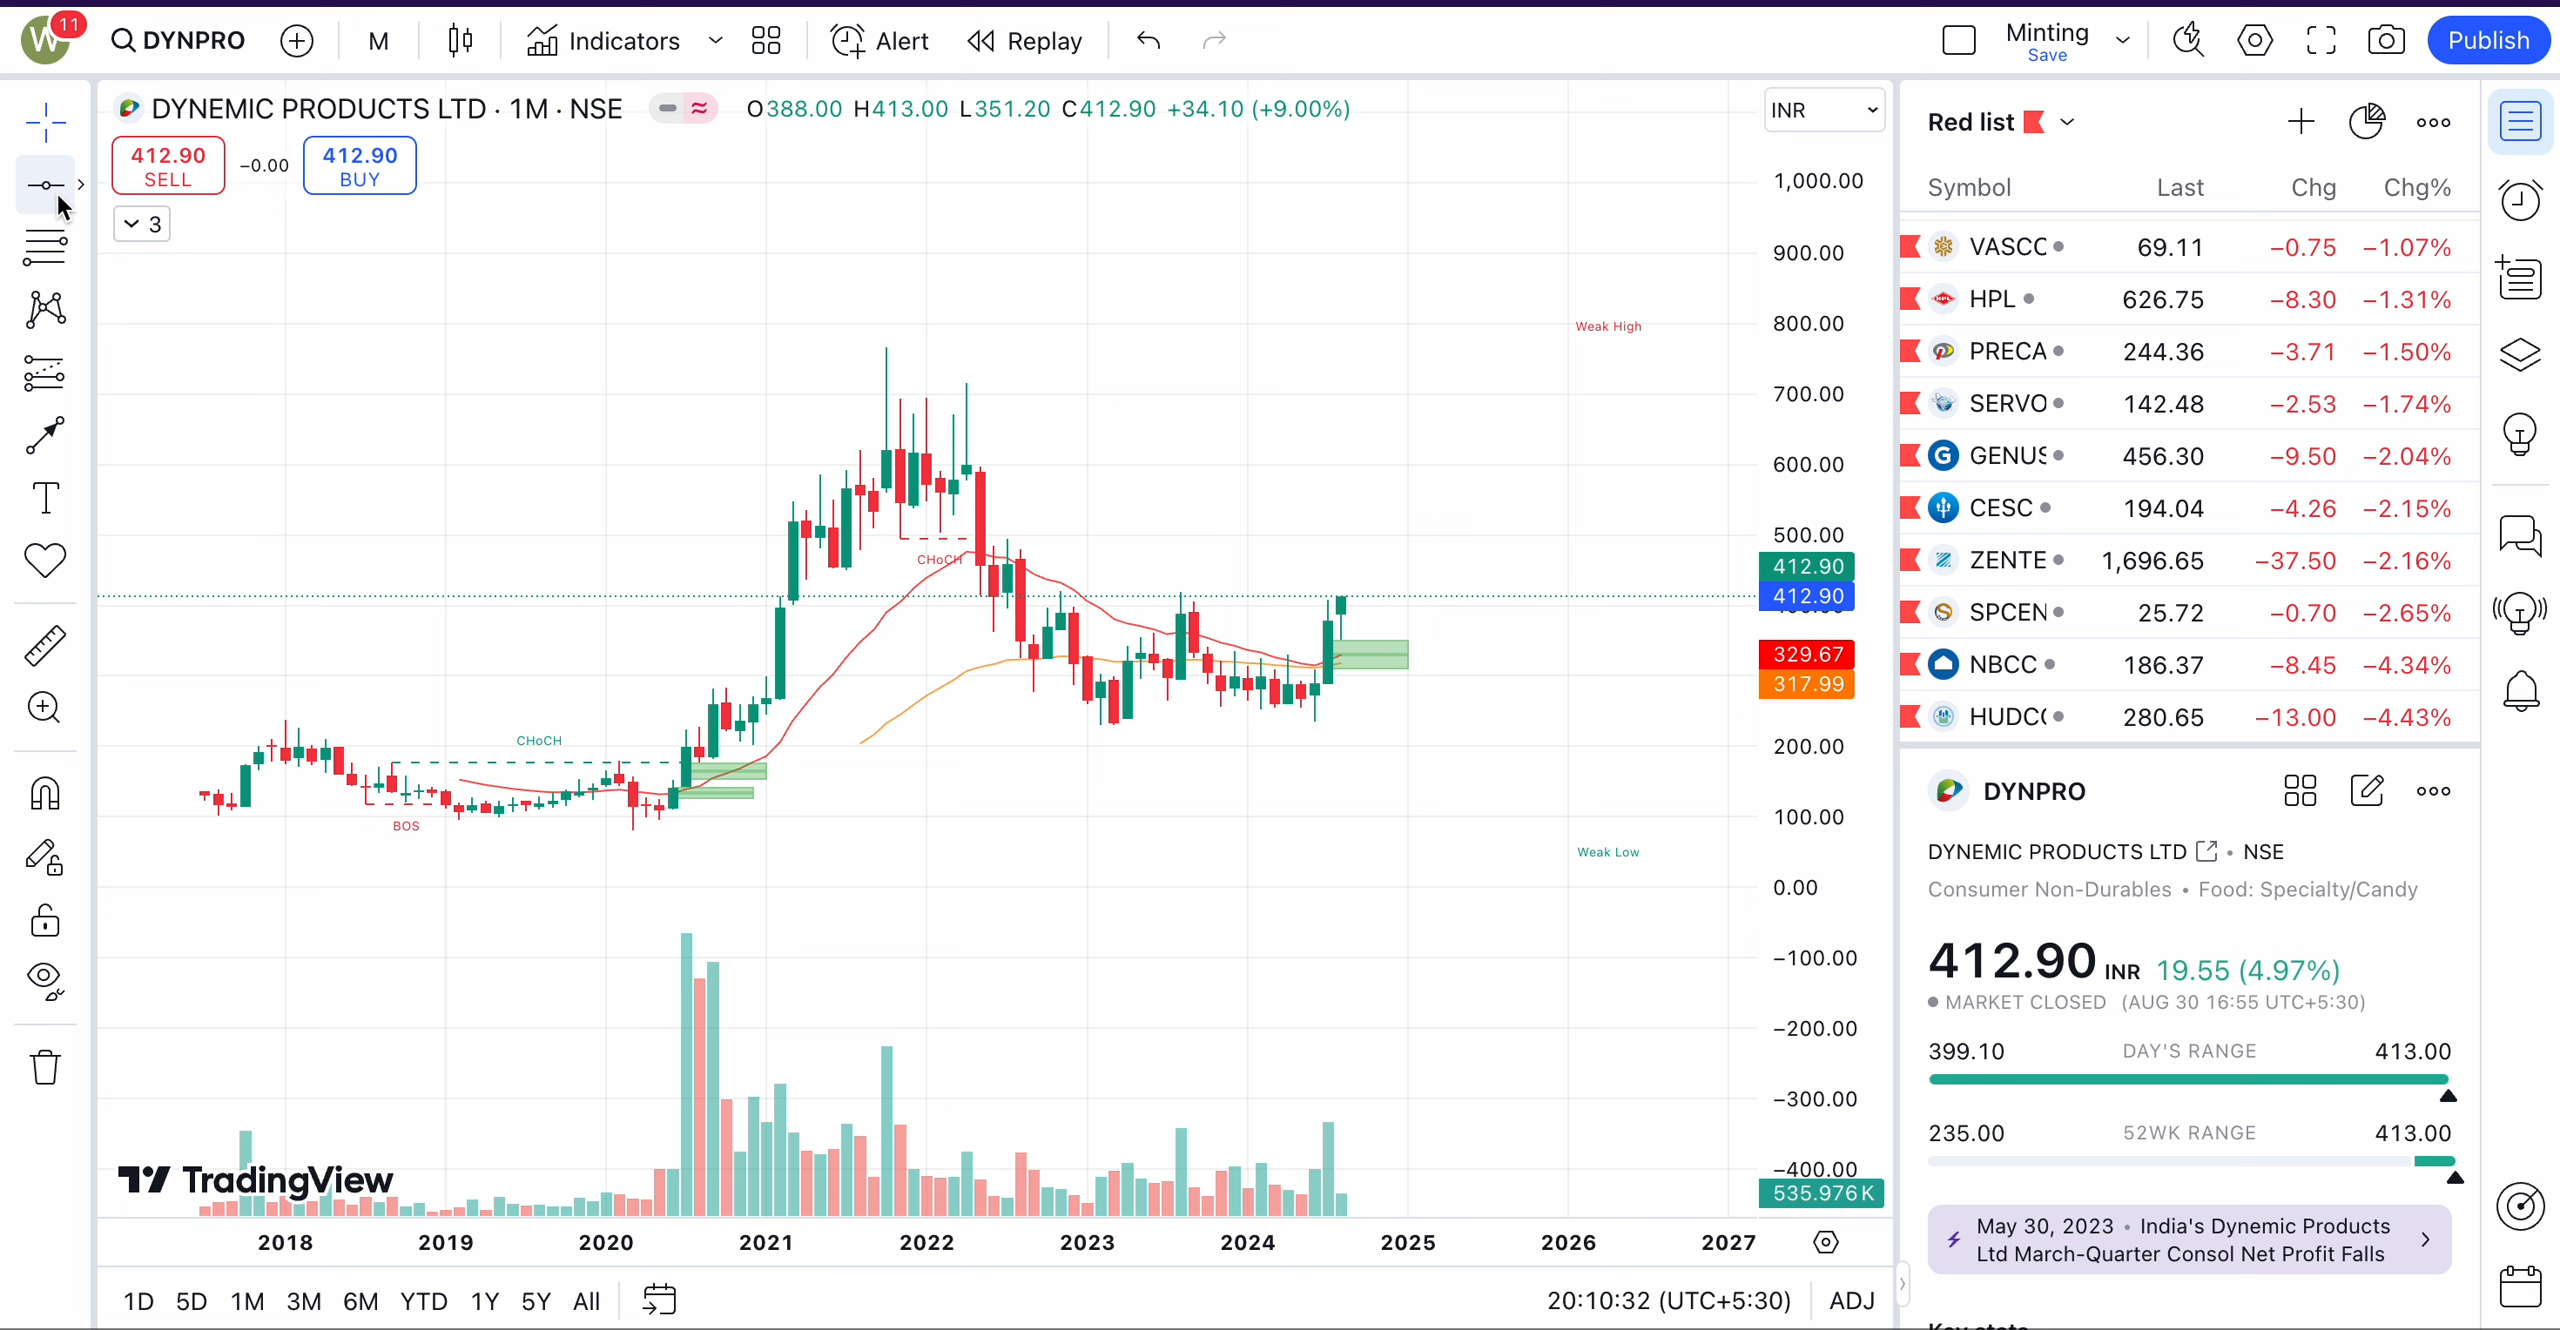 W 11
DYNPRO
M
Indicators
Alert
Replay
Minting
Save
Publish
DYNEMIC PRODUCTS LTD · 1M · NSE
O388.00 H413.00 L351.20 C412.90 +34.10 (+9.00%)
INR
412.90
SELL
−0.00
412.90
BUY
3
1,000.00
900.00
800.00
700.00
600.00
500.00
412.90
412.90
329.67
317.99
200.00
100.00
0.00
−100.00
−200.00
−300.00
−400.00
535.976 K
Weak High
CHoCH
CHoCH
BOS
Weak Low
TradingView
2018 2019 2020 2021 2022 2023 2024 2025 2026 2027
1D 5D 1M 3M 6M YTD 1Y 5Y All
20:10:32 (UTC+5:30)
ADJ
Red list
Symbol Last Chg Chg%
VASCC 69.11 −0.75 −1.07%
HPL 626.75 −8.30 −1.31%
PRECA 244.36 −3.71 −1.50%
SERVO 142.48 −2.53 −1.74%
GENUS 456.30 −9.50 −2.04%
CESC 194.04 −4.26 −2.15%
ZENTE 1,696.65 −37.50 −2.16%
SPCEN 25.72 −0.70 −2.65%
NBCC 186.37 −8.45 −4.34%
HUDC 280.65 −13.00 −4.43%
DYNPRO
DYNEMIC PRODUCTS LTD • NSE
Consumer Non-Durables • Food: Specialty/Candy
412.90 INR 19.55 (4.97%)
MARKET CLOSED (AUG 30 16:55 UTC+5:30)
399.10 DAY'S RANGE 413.00
235.00 52WK RANGE 413.00
May 30, 2023 • India's Dynemic Products
Ltd March-Quarter Consol Net Profit Falls